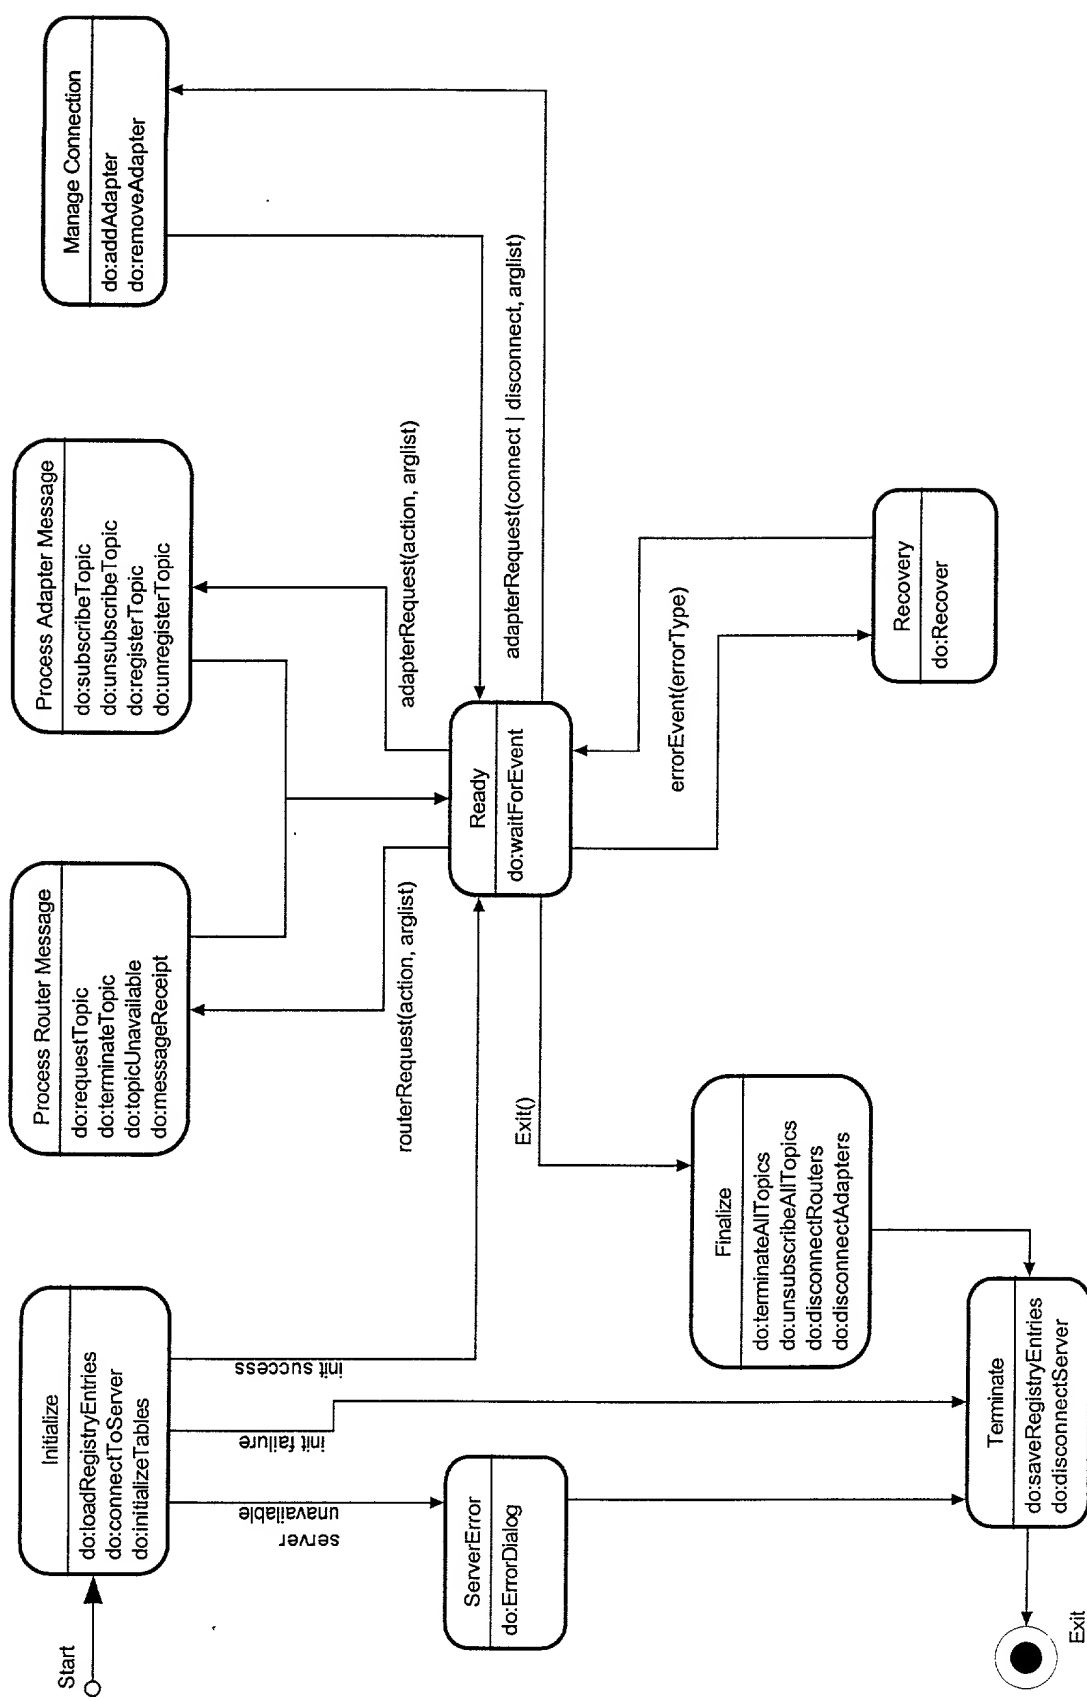 Start
Initialize
do:loadRegistryEntries
do:connectToServer
do:initializeTables
server
unavailable
init failure
init success
ServerError
do:ErrorDialog
Process Router Message
do:requestTopic
do:terminateTopic
do:topicUnavailable
do:messageReceipt
routerRequest(action, arglist)
Process Adapter Message
do:subscribeTopic
do:unsubscribeTopic
do:registerTopic
do:unregisterTopic
adapterRequest(action, arglist)
Manage Connection
do:addAdapter
do:removeAdapter
adapterRequest(connect | disconnect, arglist)
Ready
do:waitForEvent
Exit()
errorEvent(errorType)
Recovery
do:Recover
Finalize
do:terminateAllTopics
do:unsubscribeAllTopics
do:disconnectRouters
do:disconnectAdapters
Terminate
do:saveRegistryEntries
do:disconnectServer
Exit